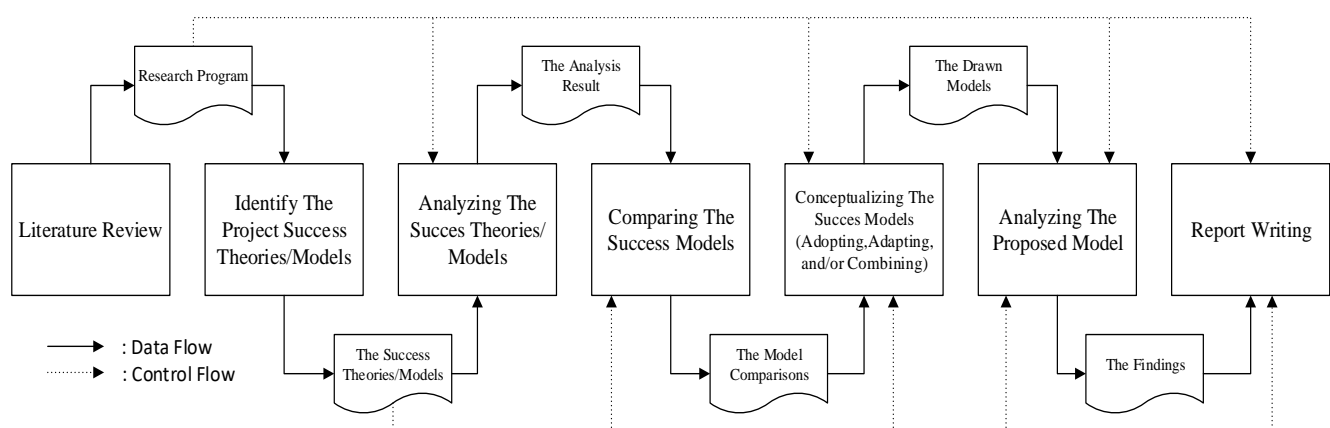 Research Program
The Analysis
Result
The Drawn
Models
Literature Review
Identify The
Project Success
Theories/Models
Analyzing The
Succes Theories/
Models
Comparing The
Success Models
Conceptualizing The
Succes Models
(Adopting,Adapting,
and/or Combining)
Analyzing The
Proposed Model
Report Writing
The Success
Theories/Models
The Model
Comparisons
The Findings
: Data Flow
: Control Flow